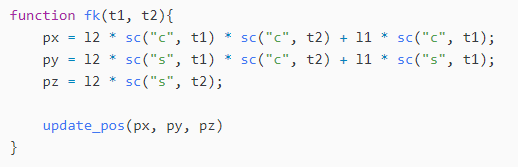 function fk(t1, t2){
    px = l2 * sc("c", t1) * sc("c", t2) + l1 * sc("c", t1);
    py = l2 * sc("s", t1) * sc("c", t2) + l1 * sc("s", t1);
    pz = l2 * sc("s", t2);

    update_pos(px, py, pz)
}